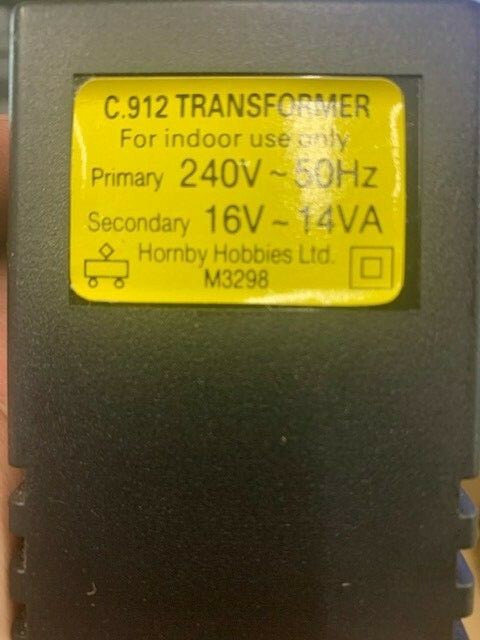 C.912 TRANSFORMER
For indoor use only
Primary 240V ~ 50Hz
Secondary 16V ~ 14VA
Hornby Hobbies Ltd.
M3298